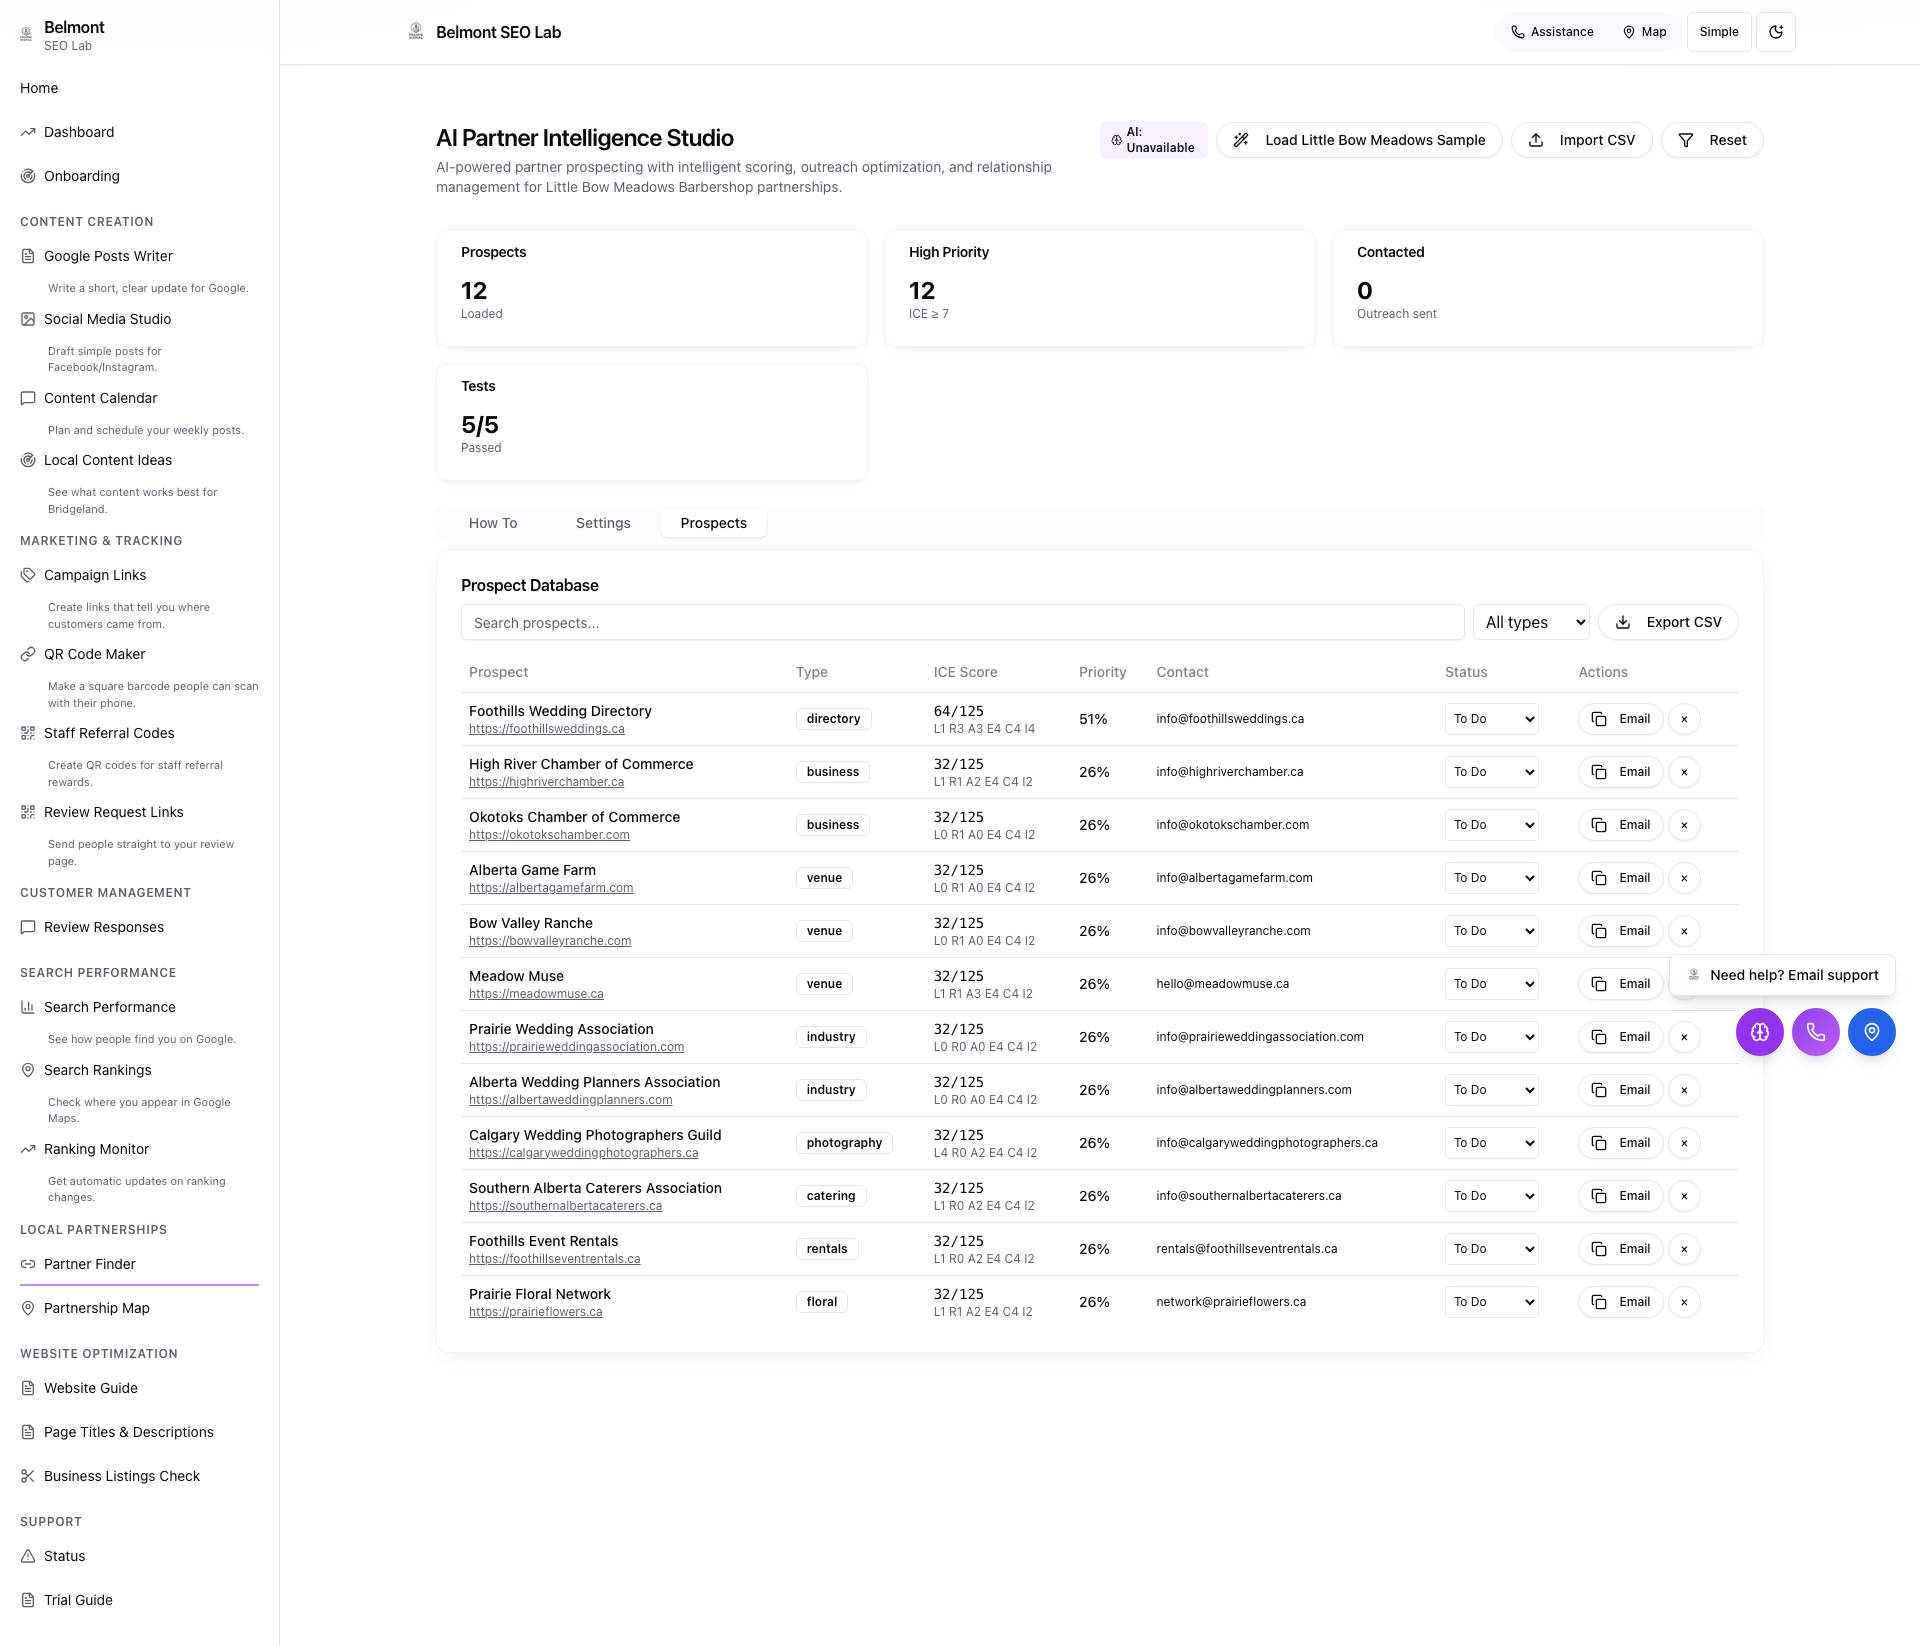 Belmont
SEO Lab
Home
Dashboard
Onboarding
CONTENT CREATION
Google Posts Writer
Write a short, clear update for Google.
Social Media Studio
Draft simple posts for
Facebook/Instagram.
Content Calendar
Plan and schedule your weekly posts.
Local Content Ideas
See what content works best for
Bridgeland.
MARKETING & TRACKING
Campaign Links
Create links that tell you where
customers came from.
QR Code Maker
Make a square barcode people can scan
with their phone.
Staff Referral Codes
Create QR codes for staff referral
rewards.
Review Request Links
Send people straight to your review
page.
CUSTOMER MANAGEMENT
Review Responses
SEARCH PERFORMANCE
Search Performance
See how people find you on Google.
Search Rankings
Check where you appear in Google
Maps.
Ranking Monitor
Get automatic updates on ranking
changes.
LOCAL PARTNERSHIPS
Partner Finder
Partnership Map
WEBSITE OPTIMIZATION
Website Guide
Page Titles & Descriptions
Business Listings Check
SUPPORT
Status
Trial Guide
Belmont SEO Lab
Assistance Map Simple
AI Partner Intelligence Studio
AI-powered partner prospecting with intelligent scoring, outreach optimization, and relationship
management for Little Bow Meadows Barbershop partnerships.
AI:
Unavailable
Load Little Bow Meadows Sample Import CSV Reset
Prospects
12
Loaded
High Priority
12
ICE ≥ 7
Contacted
0
Outreach sent
Tests
5/5
Passed
How To Settings Prospects
Prospect Database
Search prospects... All types Export CSV
Prospect Type ICE Score Priority Contact Status Actions
Foothills Wedding Directory directory 64/125 51% info@foothillsweddings.ca To Do Email ×
https://foothillsweddings.ca L1 R3 A3 E4 C4 I4
High River Chamber of Commerce business 32/125 26% info@highriverchamber.ca To Do Email ×
https://highriverchamber.ca L1 R1 A2 E4 C4 I2
Okotoks Chamber of Commerce business 32/125 26% info@okotokschamber.com To Do Email ×
https://okotokschamber.com L0 R1 A0 E4 C4 I2
Alberta Game Farm venue 32/125 26% info@albertagamefarm.com To Do Email ×
https://albertagamefarm.com L0 R1 A0 E4 C4 I2
Bow Valley Ranche venue 32/125 26% info@bowvalleyranche.com To Do Email ×
https://bowvalleyranche.com L0 R1 A0 E4 C4 I2
Meadow Muse venue 32/125 26% hello@meadowmuse.ca To Do Email
https://meadowmuse.ca L1 R1 A3 E4 C4 I2
Need help? Email support
Prairie Wedding Association industry 32/125 26% info@prairieweddingassociation.com To Do Email ×
https://prairieweddingassociation.com L0 R0 A0 E4 C4 I2
Alberta Wedding Planners Association industry 32/125 26% info@albertaweddingplanners.com To Do Email ×
https://albertaweddingplanners.com L0 R0 A0 E4 C4 I2
Calgary Wedding Photographers Guild photography 32/125 26% info@calgaryweddingphotographers.ca To Do Email ×
https://calgaryweddingphotographers.ca L4 R0 A2 E4 C4 I2
Southern Alberta Caterers Association catering 32/125 26% info@southernalbertacaterers.ca To Do Email ×
https://southernalbertacaterers.ca L1 R0 A2 E4 C4 I2
Foothills Event Rentals rentals 32/125 26% rentals@foothillseventrentals.ca To Do Email ×
https://foothillseventrentals.ca L1 R0 A2 E4 C4 I2
Prairie Floral Network floral 32/125 26% network@prairieflowers.ca To Do Email ×
https://prairieflowers.ca L1 R1 A2 E4 C4 I2